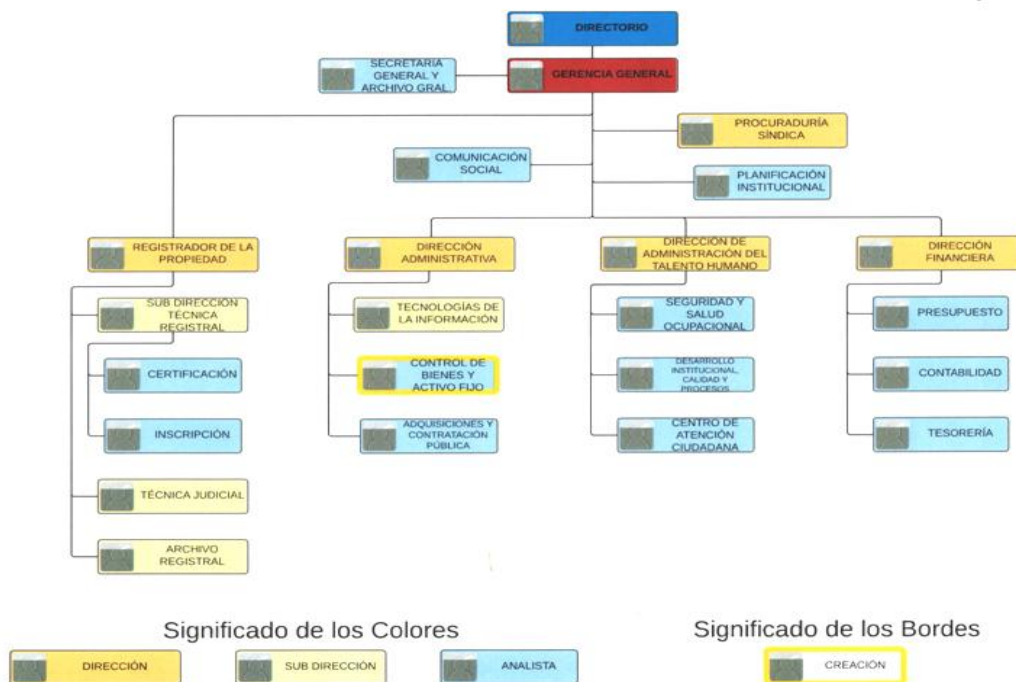 DIRECTORIO
SECRETARIA
GENERAL Y
ARCHIVO GRAL.
GERENCIA GENERAL
PROCURADURÍA
SÍNDICA
COMUNICACIÓN
SOCIAL
PLANIFICACIÓN
INSTITUCIONAL
REGISTRADOR DE LA
PROPIEDAD
DIRECCIÓN
ADMINISTRATIVA
DIRECCIÓN DE
ADMINISTRACIÓN DEL
TALENTO HUMANO
DIRECCIÓN
FINANCIERA
SUB DIRECCIÓN
TÉCNICA
REGISTRAL
TECNOLOGÍAS DE
LA INFORMACIÓN
SEGURIDAD Y
SALUD
OCUPACIONAL
PRESUPUESTO
CERTIFICACIÓN
CONTROL DE
BIENES Y
ACTIVO FIJO
DESARROLLO
INSTITUCIONAL,
CALIDAD Y
PROCESOS
CONTABILIDAD
INSCRIPCIÓN
ADQUISICIONES Y
CONTRATACIÓN
PÚBLICA
CENTRO DE
ATENCIÓN
CIUDADANA
TESORERÍA
TÉCNICA JUDICIAL
ARCHIVO
REGISTRAL
Significado de los Colores
Significado de los Bordes
DIRECCIÓN
SUB DIRECCIÓN
ANALISTA
CREACIÓN